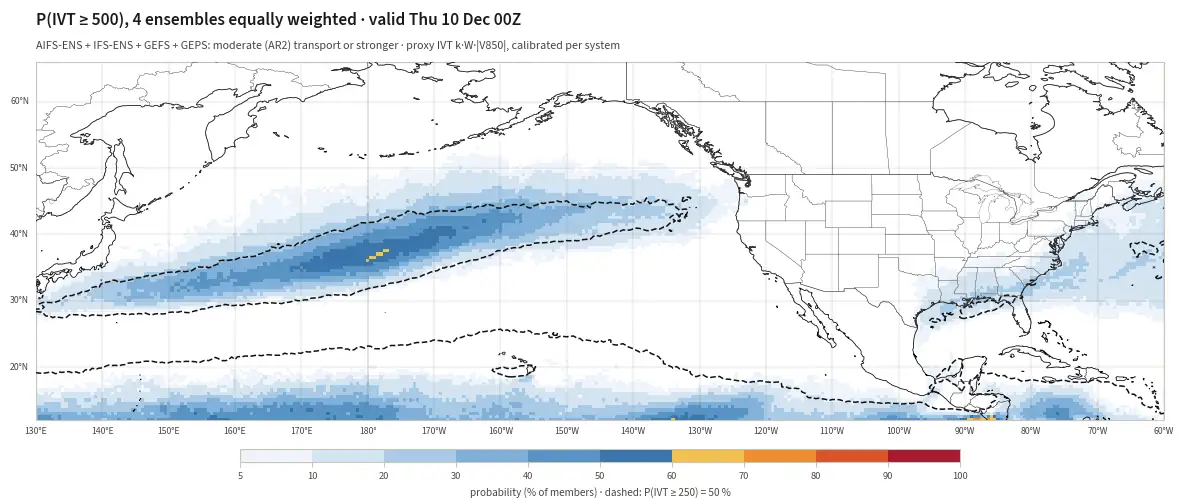 P(IVT ≥ 500), 4 ensembles equally weighted · valid Thu 10 Dec 00Z
AIFS-ENS + IFS-ENS + GEFS + GEPS: moderate (AR2) transport or stronger · proxy IVT k·W·|V850|, calibrated per system
60°N
50°N
40°N
30°N
20°N
130°E 140°E 150°E 160°E 170°E 180° 170°W 160°W 150°W 140°W 130°W 120°W 110°W 100°W 90°W 80°W 70°W 60°W
5 10 20 30 40 50 60 70 80 90 100
probability (% of members) · dashed: P(IVT ≥ 250) = 50 %